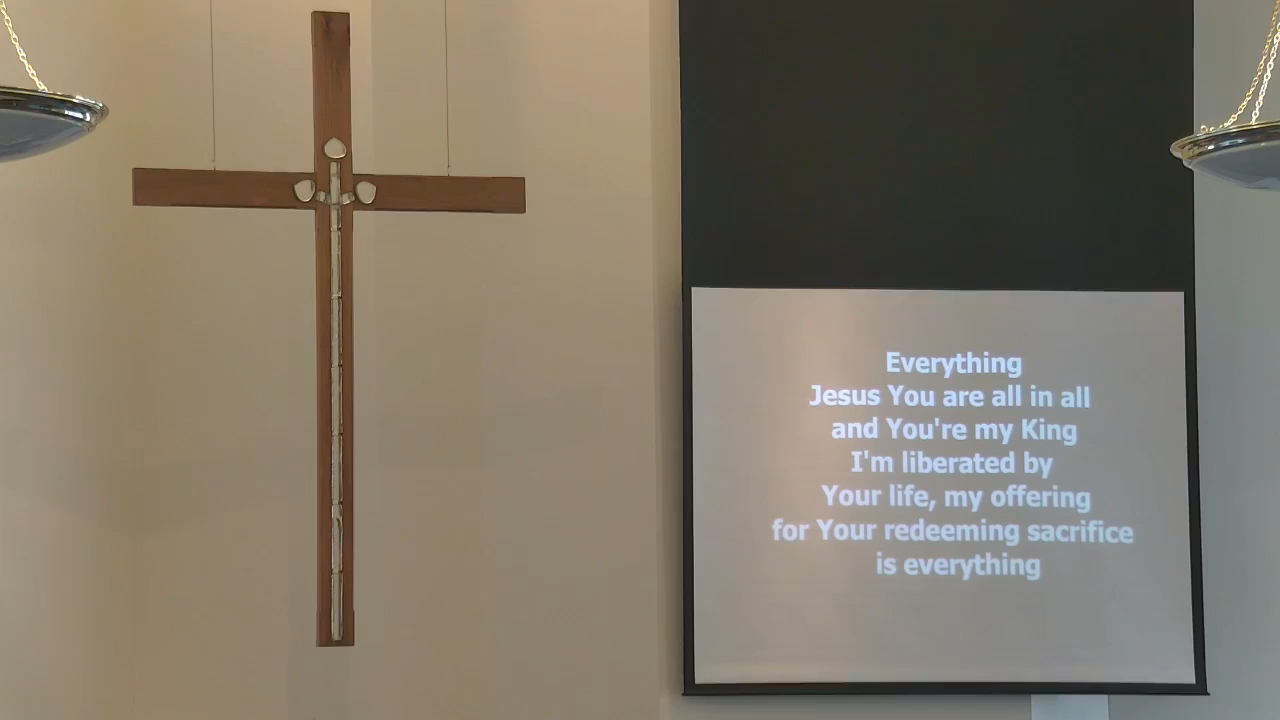 Everything
Jesus You are all in all
and You're my King
I'm liberated by
Your life, my offering
for Your redeeming sacrifice
is everything